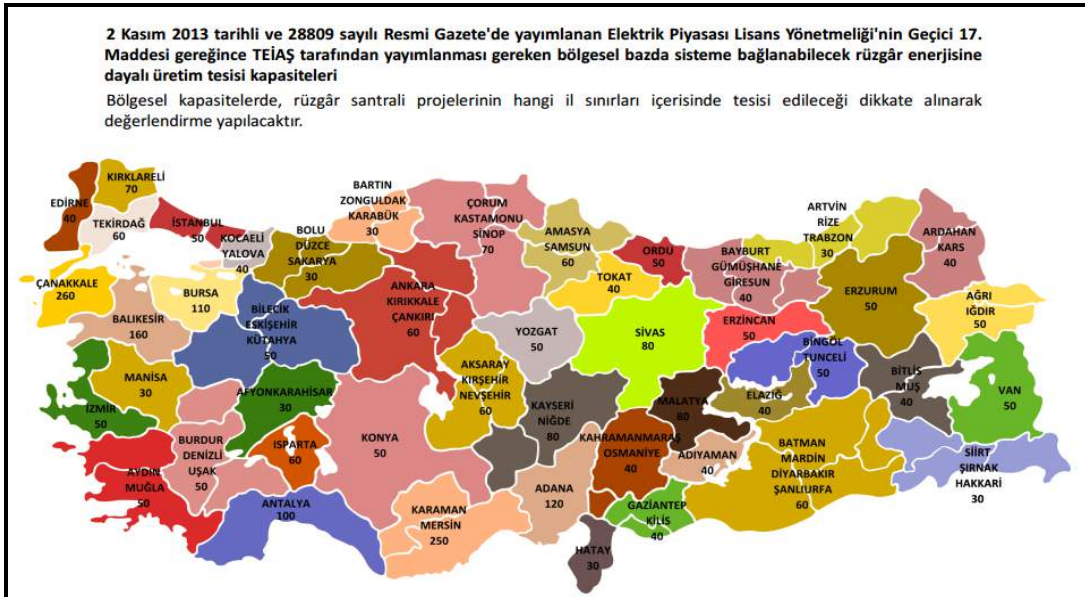 2 Kasım 2013 tarihli ve 28809 sayılı Resmi Gazete'de yayımlanan Elektrik Piyasası Lisans Yönetmeliği'nin Geçici 17.
Maddesi gereğince TEİAŞ tarafından yayımlanması gereken bölgesel bazda sisteme bağlanabilecek rüzgâr enerjisine
dayalı üretim tesisi kapasiteleri
Bölgesel kapasitelerde, rüzgâr santrali projelerinin hangi il sınırları içerisinde tesisi edileceği dikkate alınarak
değerlendirme yapılacaktır.
KIRKLARELİ
70
EDİRNE
40
TEKİRDAĞ
60
İSTANBUL
50
KOCAELİ
YALOVA
40
BOLU
DÜZCE
SAKARYA
30
BARTIN
ZONGULDAK
KARABÜK
30
ÇORUM
KASTAMONU
SİNOP
70
AMASYA
SAMSUN
60
ORDU
50
TOKAT
40
BAYBURT
GÜMÜŞHANE
GİRESUN
40
ARTVİN
RİZE
TRABZON
30
ARDAHAN
KARS
40
ÇANAKKALE
260
BURSA
110
BALIKESİR
160
BİLECİK
ESKİŞEHİR
KÜTAHYA
50
ANKARA
KIRIKKALE
ÇANKIRI
60
YOZGAT
50
SİVAS
80
ERZİNCAN
50
ERZURUM
50
AĞRI
IĞDIR
50
MANİSA
30
İZMİR
50
AFYONKARAHİSAR
30
AKSARAY
KIRŞEHİR
NEVŞEHİR
60
KAYSERİ
NİĞDE
80
MALATYA
80
ELAZIĞ
40
BİNGÖL
TUNCELİ
50
BİTLİS
MUŞ
40
VAN
50
BURDUR
DENİZLİ
UŞAK
50
ISPARTA
60
KONYA
50
KAHRAMANMARAŞ
OSMANİYE
40
ADIYAMAN
40
BATMAN
MARDİN
DİYARBAKIR
ŞANLIURFA
60
SİİRT
ŞIRNAK
HAKKARİ
30
AYDIN
MUĞLA
50
ANTALYA
100
KARAMAN
MERSİN
250
ADANA
120
GAZİANTEP
KİLİS
40
HATAY
30